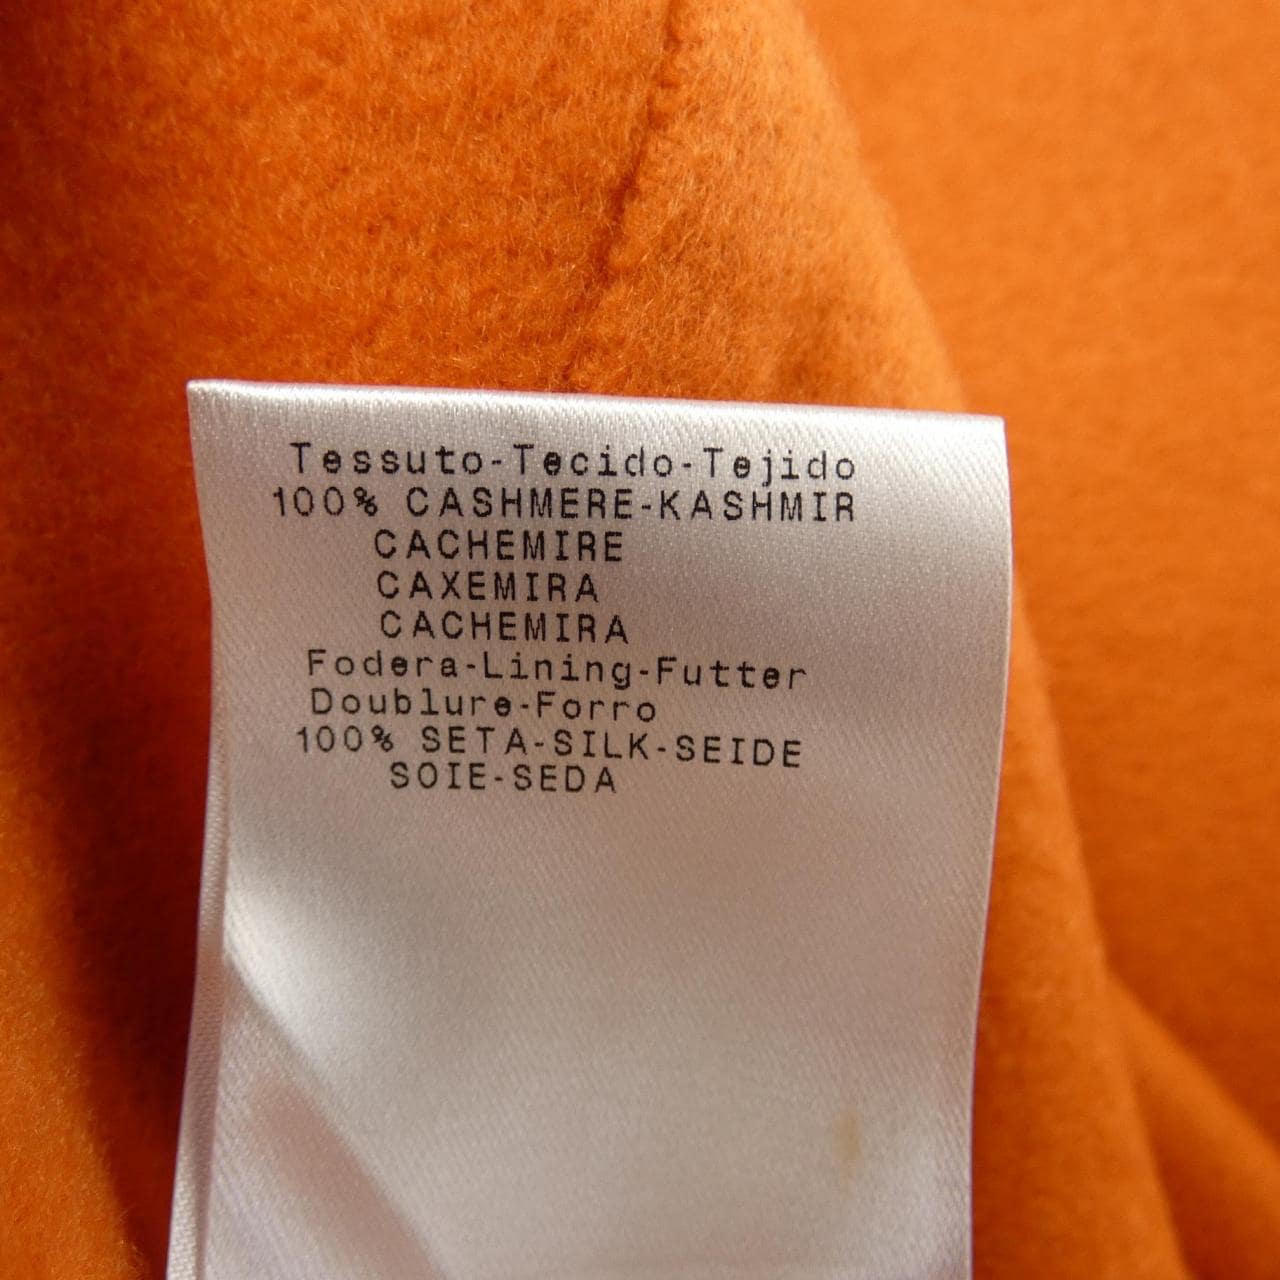 Tessuto-Tecido-Tejido
100% CASHMERE-KASHMIR
CACHEMIRE
CAXEMIRA
CACHEMIRA
Fodera-Lining-Futter
Doublure-Forro
100% SETA-SILK-SEIDE
SOIE-SEDA